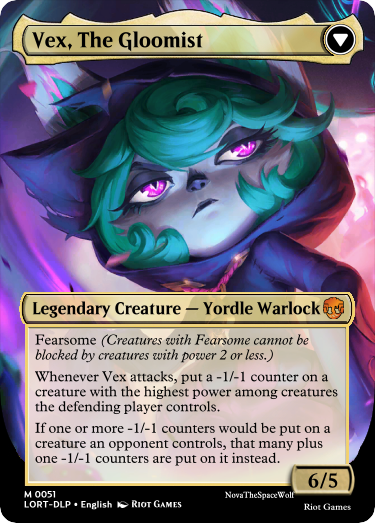 Vex, The Gloomist
Legendary Creature — Yordle Warlock
Fearsome (Creatures with Fearsome cannot be
blocked by creatures with power 2 or less.)
Whenever Vex attacks, put a -1/-1 counter on a
creature with the highest power among creatures
the defending player controls.
If one or more -1/-1 counters would be put on a
creature an opponent controls, that many plus
one -1/-1 counters are put on it instead.
6/5
M 0051
LORT-DLP • English Riot Games
NovaTheSpaceWolf
Riot Games